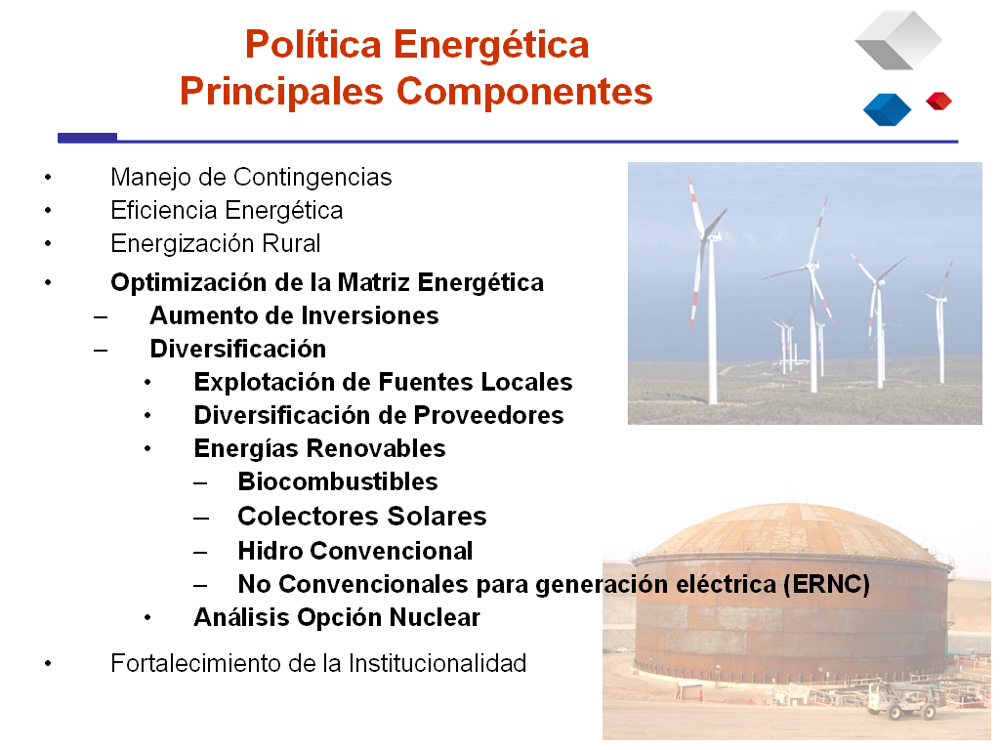 Política Energética
Principales Componentes
• Manejo de Contingencias
• Eficiencia Energética
• Energización Rural
• Optimización de la Matriz Energética
– Aumento de Inversiones
– Diversificación
• Explotación de Fuentes Locales
• Diversificación de Proveedores
• Energías Renovables
– Biocombustibles
– Colectores Solares
– Hidro Convencional
– No Convencionales para generación eléctrica (ERNC)
• Análisis Opción Nuclear
• Fortalecimiento de la Institucionalidad